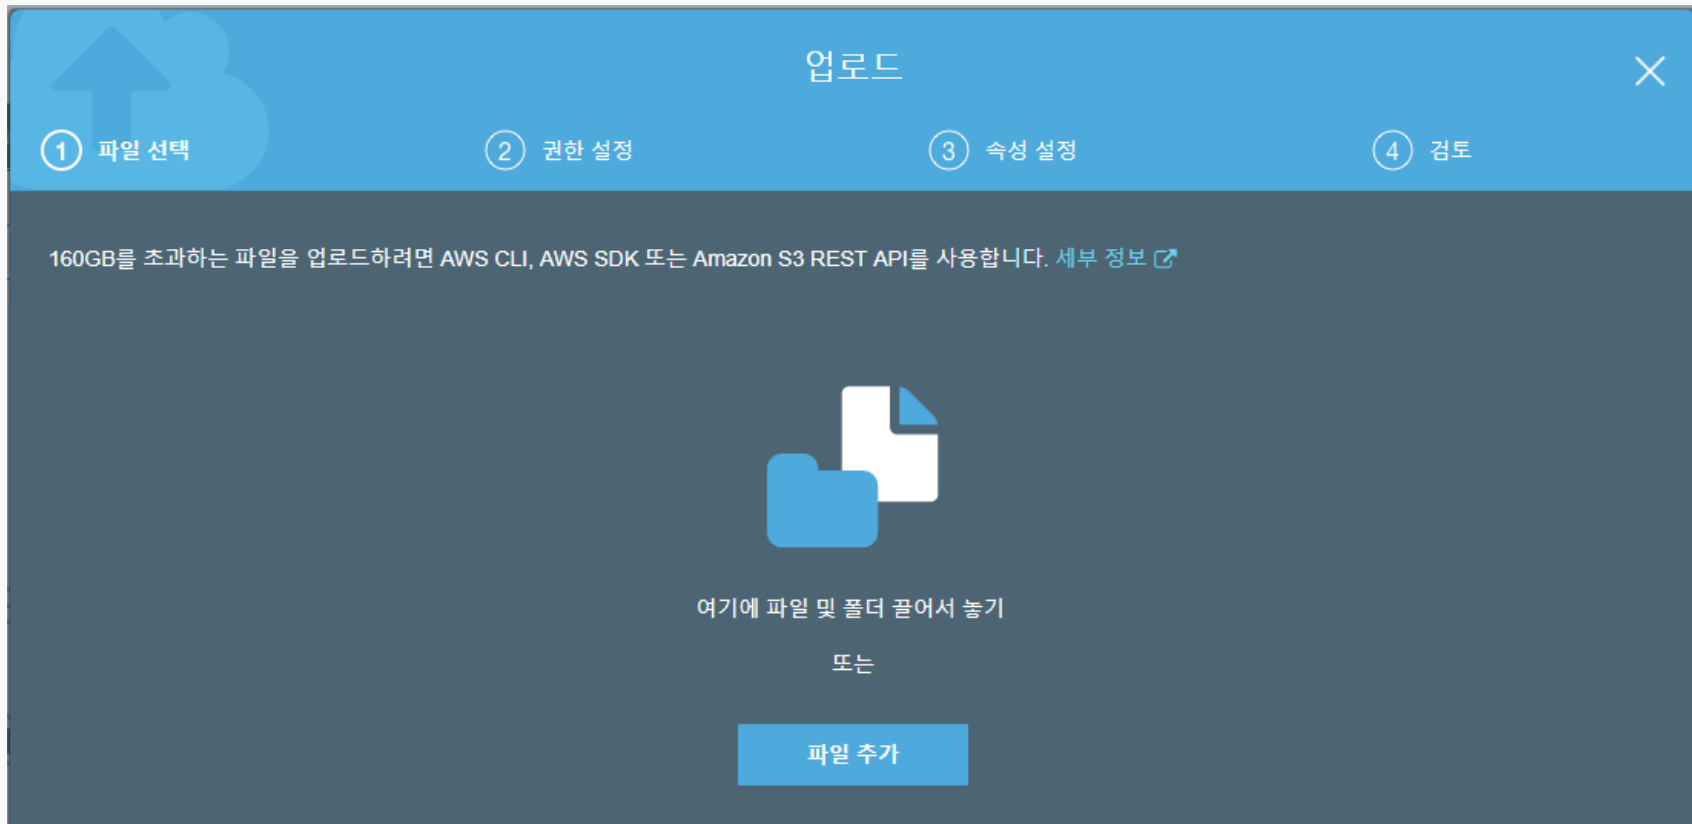 업로드
1 파일 선택
2 권한 설정
3 속성 설정
4 검토
160GB를 초과하는 파일을 업로드하려면 AWS CLI, AWS SDK 또는 Amazon S3 REST API를 사용합니다. 세부 정보
여기에 파일 및 폴더 끌어서 놓기
또는
파일 추가